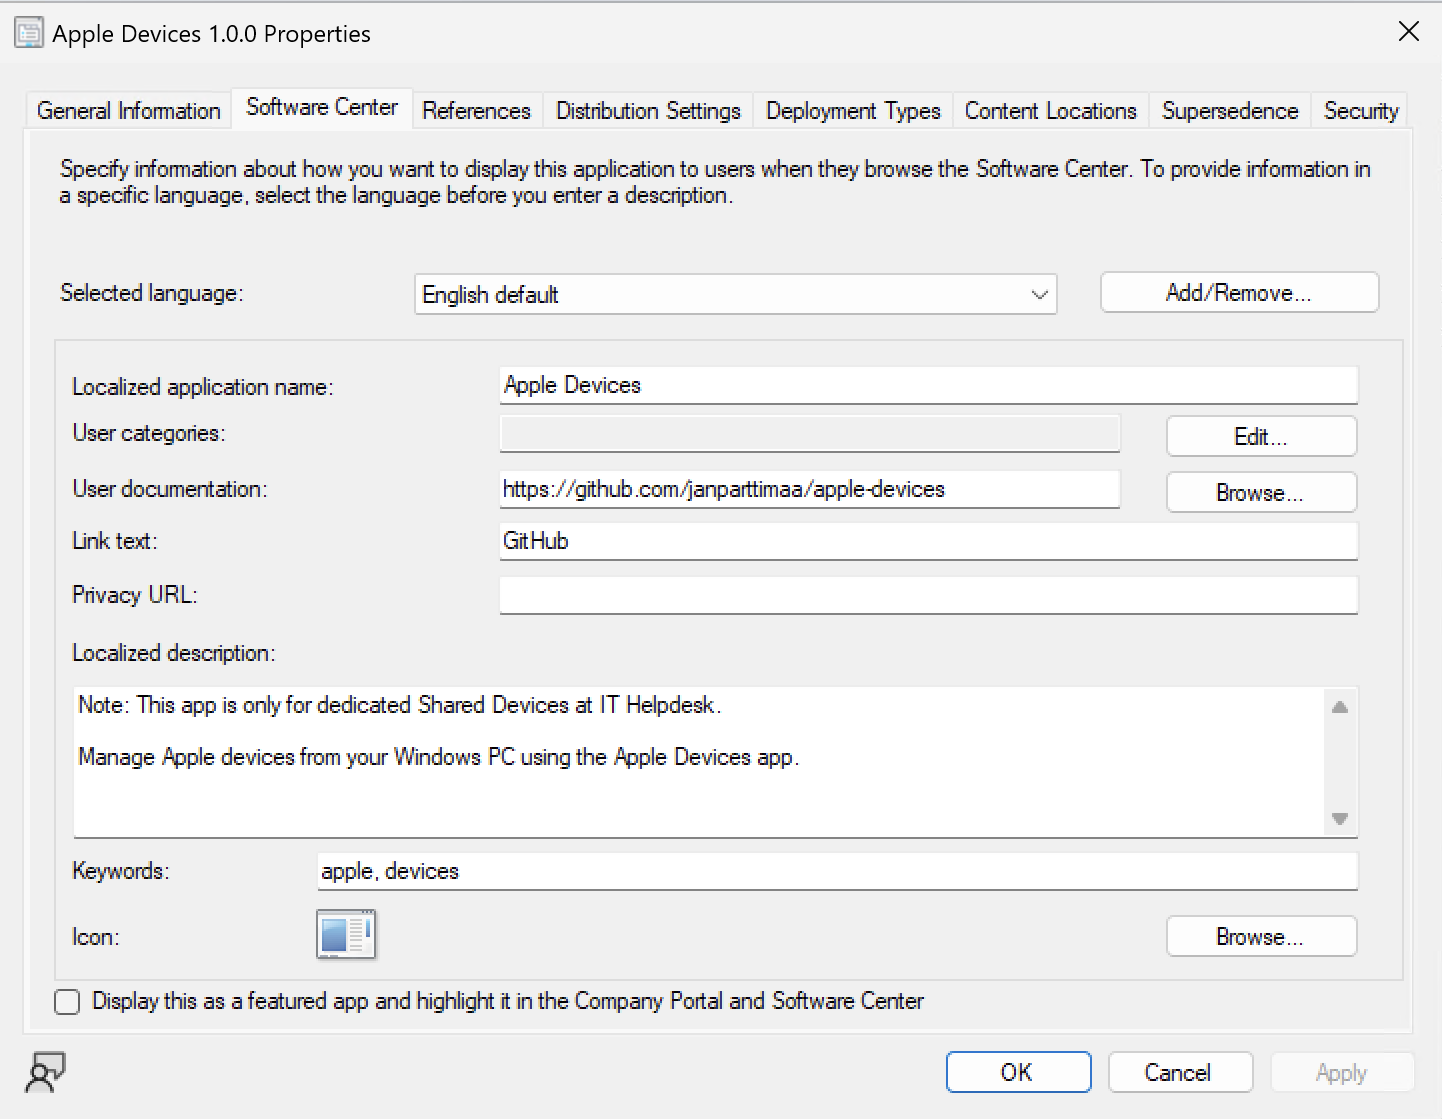 Apple Devices 1.0.0 Properties
General Information
Software Center
References
Distribution Settings
Deployment Types
Content Locations
Supersedence
Security
Specify information about how you want to display this application to users when they browse the Software Center. To provide information in
a specific language, select the language before you enter a description.
Selected language:
English default
Add/Remove...
Localized application name:
Apple Devices
User categories:
Edit...
User documentation:
https://github.com/janparttimaa/apple-devices
Browse...
Link text:
GitHub
Privacy URL:
Localized description:
Note: This app is only for dedicated Shared Devices at IT Helpdesk.
Manage Apple devices from your Windows PC using the Apple Devices app.
Keywords:
apple, devices
Icon:
Browse...
Display this as a featured app and highlight it in the Company Portal and Software Center
OK
Cancel
Apply